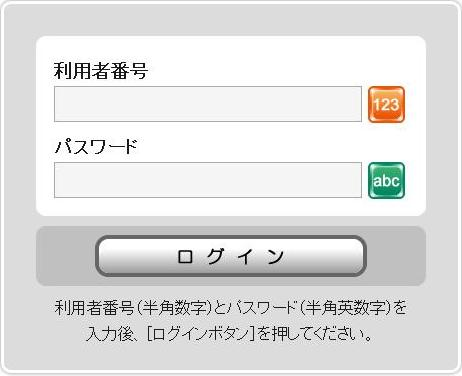 利用者番号
123
パスワード
abc
ログイン
利用者番号(半角数字)とパスワード(半角英数字)を
入力後、[ログインボタン]を押してください。